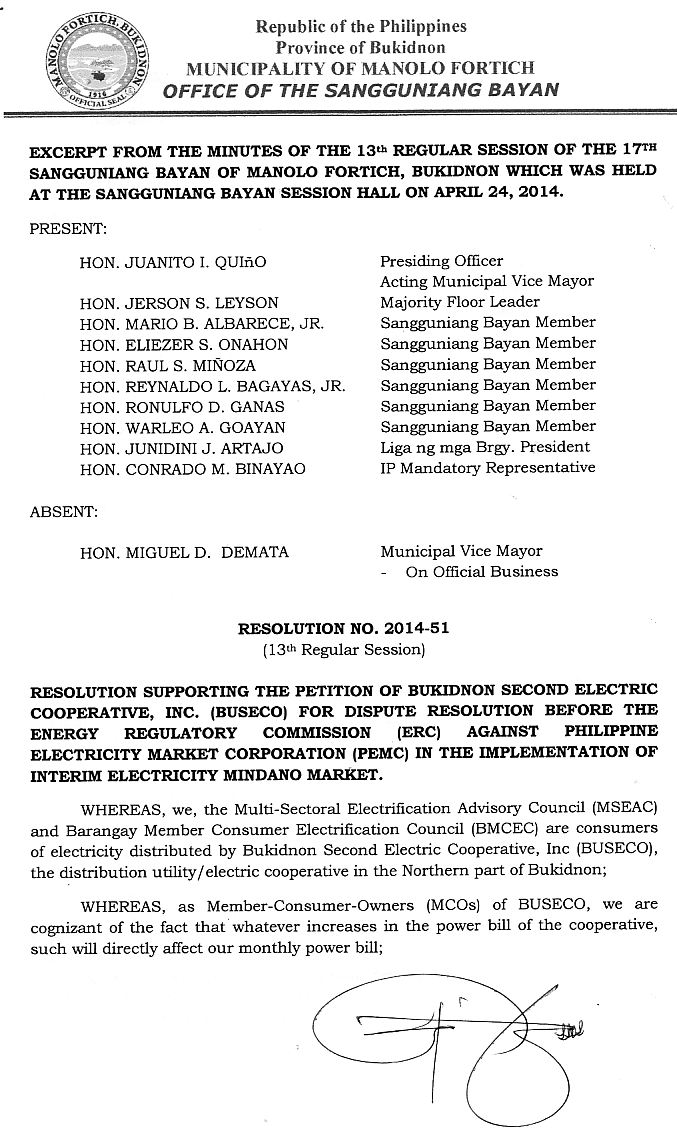 MANOLO FORTICH, BUKIDNON
1916
OFFICIAL SEAL
Republic of the Philippines
Province of Bukidnon
MUNICIPALITY OF MANOLO FORTICH
OFFICE OF THE SANGGUNIANG BAYAN
EXCERPT FROM THE MINUTES OF THE 13th REGULAR SESSION OF THE 17TH
SANGGUNIANG BAYAN OF MANOLO FORTICH, BUKIDNON WHICH WAS HELD
AT THE SANGGUNIANG BAYAN SESSION HALL ON APRIL 24, 2014.
PRESENT:
HON. JUANITO I. QUIñO Presiding Officer
Acting Municipal Vice Mayor
HON. JERSON S. LEYSON Majority Floor Leader
HON. MARIO B. ALBARECE, JR. Sangguniang Bayan Member
HON. ELIEZER S. ONAHON Sangguniang Bayan Member
HON. RAUL S. MIÑOZA Sangguniang Bayan Member
HON. REYNALDO L. BAGAYAS, JR. Sangguniang Bayan Member
HON. RONULFO D. GANAS Sangguniang Bayan Member
HON. WARLEO A. GOAYAN Sangguniang Bayan Member
HON. JUNIDINI J. ARTAJO Liga ng mga Brgy. President
HON. CONRADO M. BINAYAO IP Mandatory Representative
ABSENT:
HON. MIGUEL D. DEMATA Municipal Vice Mayor
- On Official Business
RESOLUTION NO. 2014-51
(13th Regular Session)
RESOLUTION SUPPORTING THE PETITION OF BUKIDNON SECOND ELECTRIC
COOPERATIVE, INC. (BUSECO) FOR DISPUTE RESOLUTION BEFORE THE
ENERGY REGULATORY COMMISSION (ERC) AGAINST PHILIPPINE
ELECTRICITY MARKET CORPORATION (PEMC) IN THE IMPLEMENTATION OF
INTERIM ELECTRICITY MINDANO MARKET.
WHEREAS, we, the Multi-Sectoral Electrification Advisory Council (MSEAC)
and Barangay Member Consumer Electrification Council (BMCEC) are consumers
of electricity distributed by Bukidnon Second Electric Cooperative, Inc (BUSECO),
the distribution utility/electric cooperative in the Northern part of Bukidnon;
WHEREAS, as Member-Consumer-Owners (MCOs) of BUSECO, we are
cognizant of the fact that whatever increases in the power bill of the cooperative,
such will directly affect our monthly power bill;